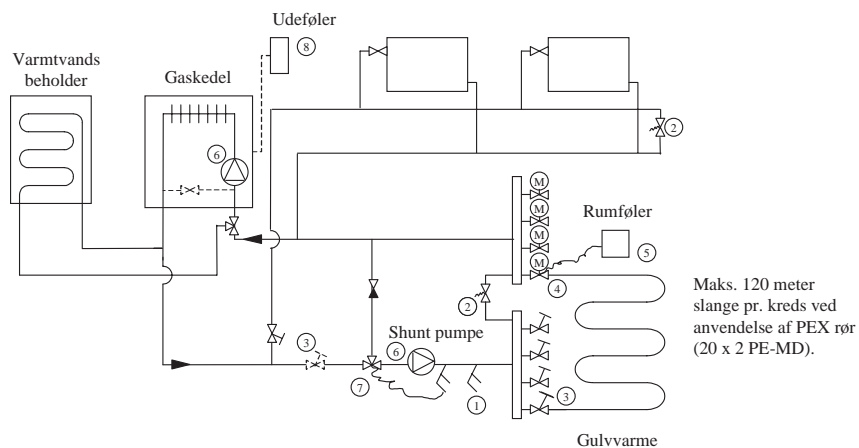 Udeføler
8
Varmtvands
beholder
Gaskedel
6
2
M
M
M
M
Rumføler
5
4
2
Maks. 120 meter
slange pr. kreds ved
anvendelse af PEX rør
(20 x 2 PE-MD).
3
Shunt pumpe
6
7
1
3
Gulvvarme